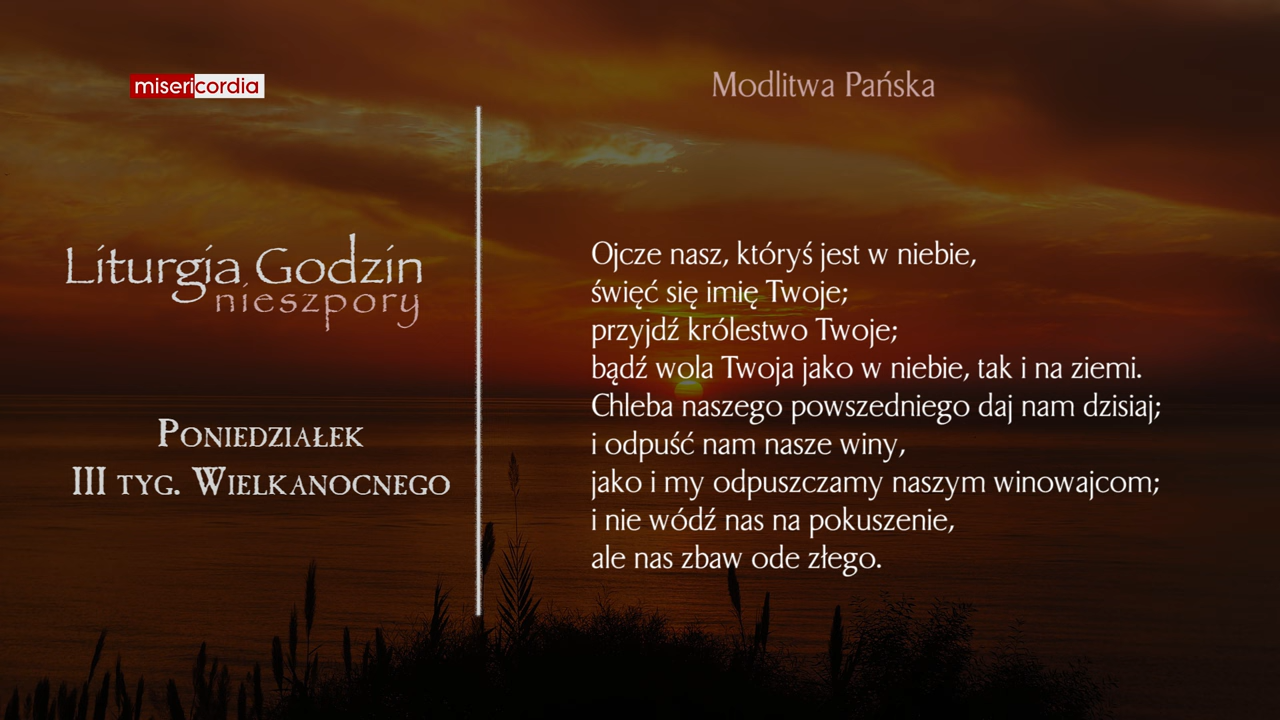 misericordia
Liturgia Godzin
nieszpory
Poniedziałek
III tyg. Wielkanocnego
Modlitwa Pańska
Ojcze nasz, któryś jest w niebie,
święć się imię Twoje;
przyjdź królestwo Twoje;
bądź wola Twoja jako w niebie, tak i na ziemi.
Chleba naszego powszedniego daj nam dzisiaj;
i odpuść nam nasze winy,
jako i my odpuszczamy naszym winowajcom;
i nie wódź nas na pokuszenie,
ale nas zbaw ode złego.